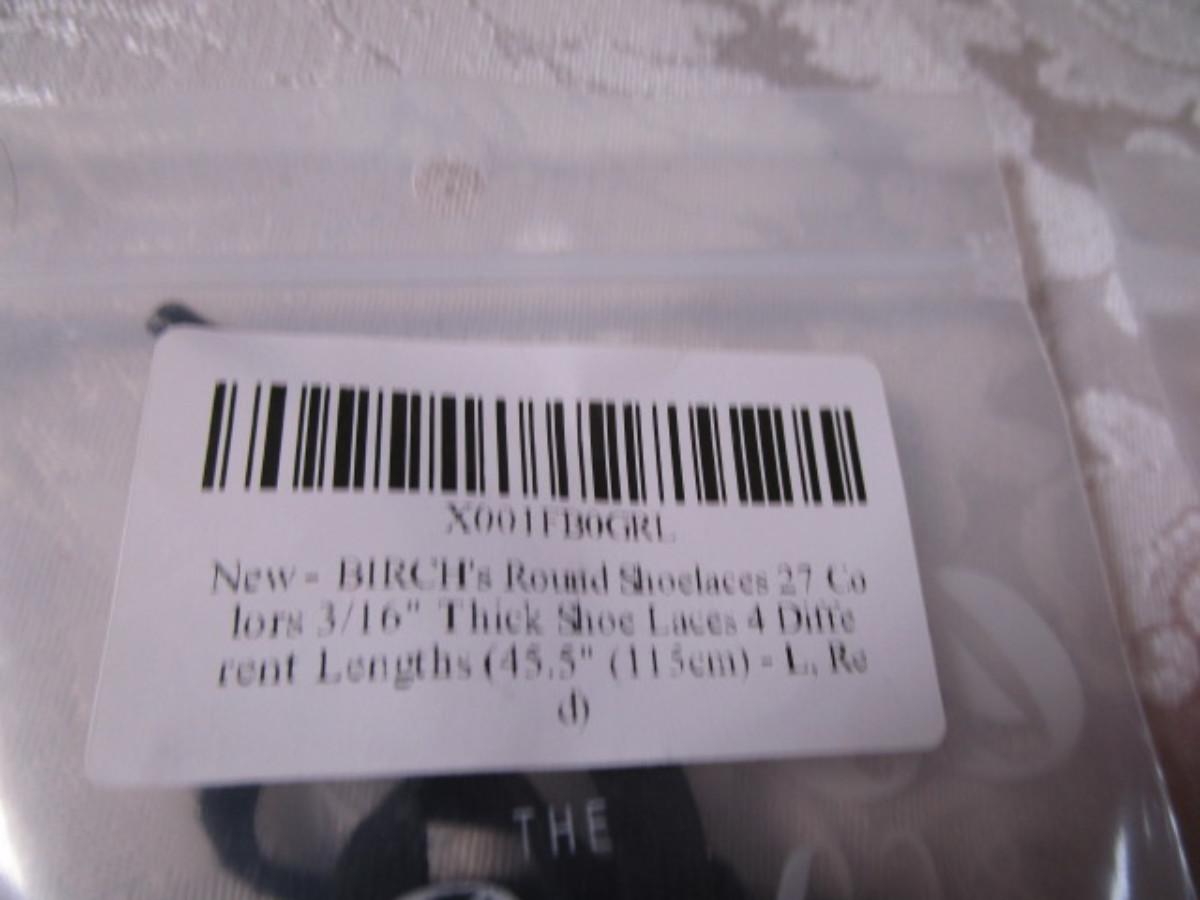 X001FB0GRL
New - BIRCH's Round Shoelaces 27 Co
lors 3/16" Thick Shoe Laces 4 Diffe
rent Lengths (45.5" (115cm) - L, Re
d)
THE